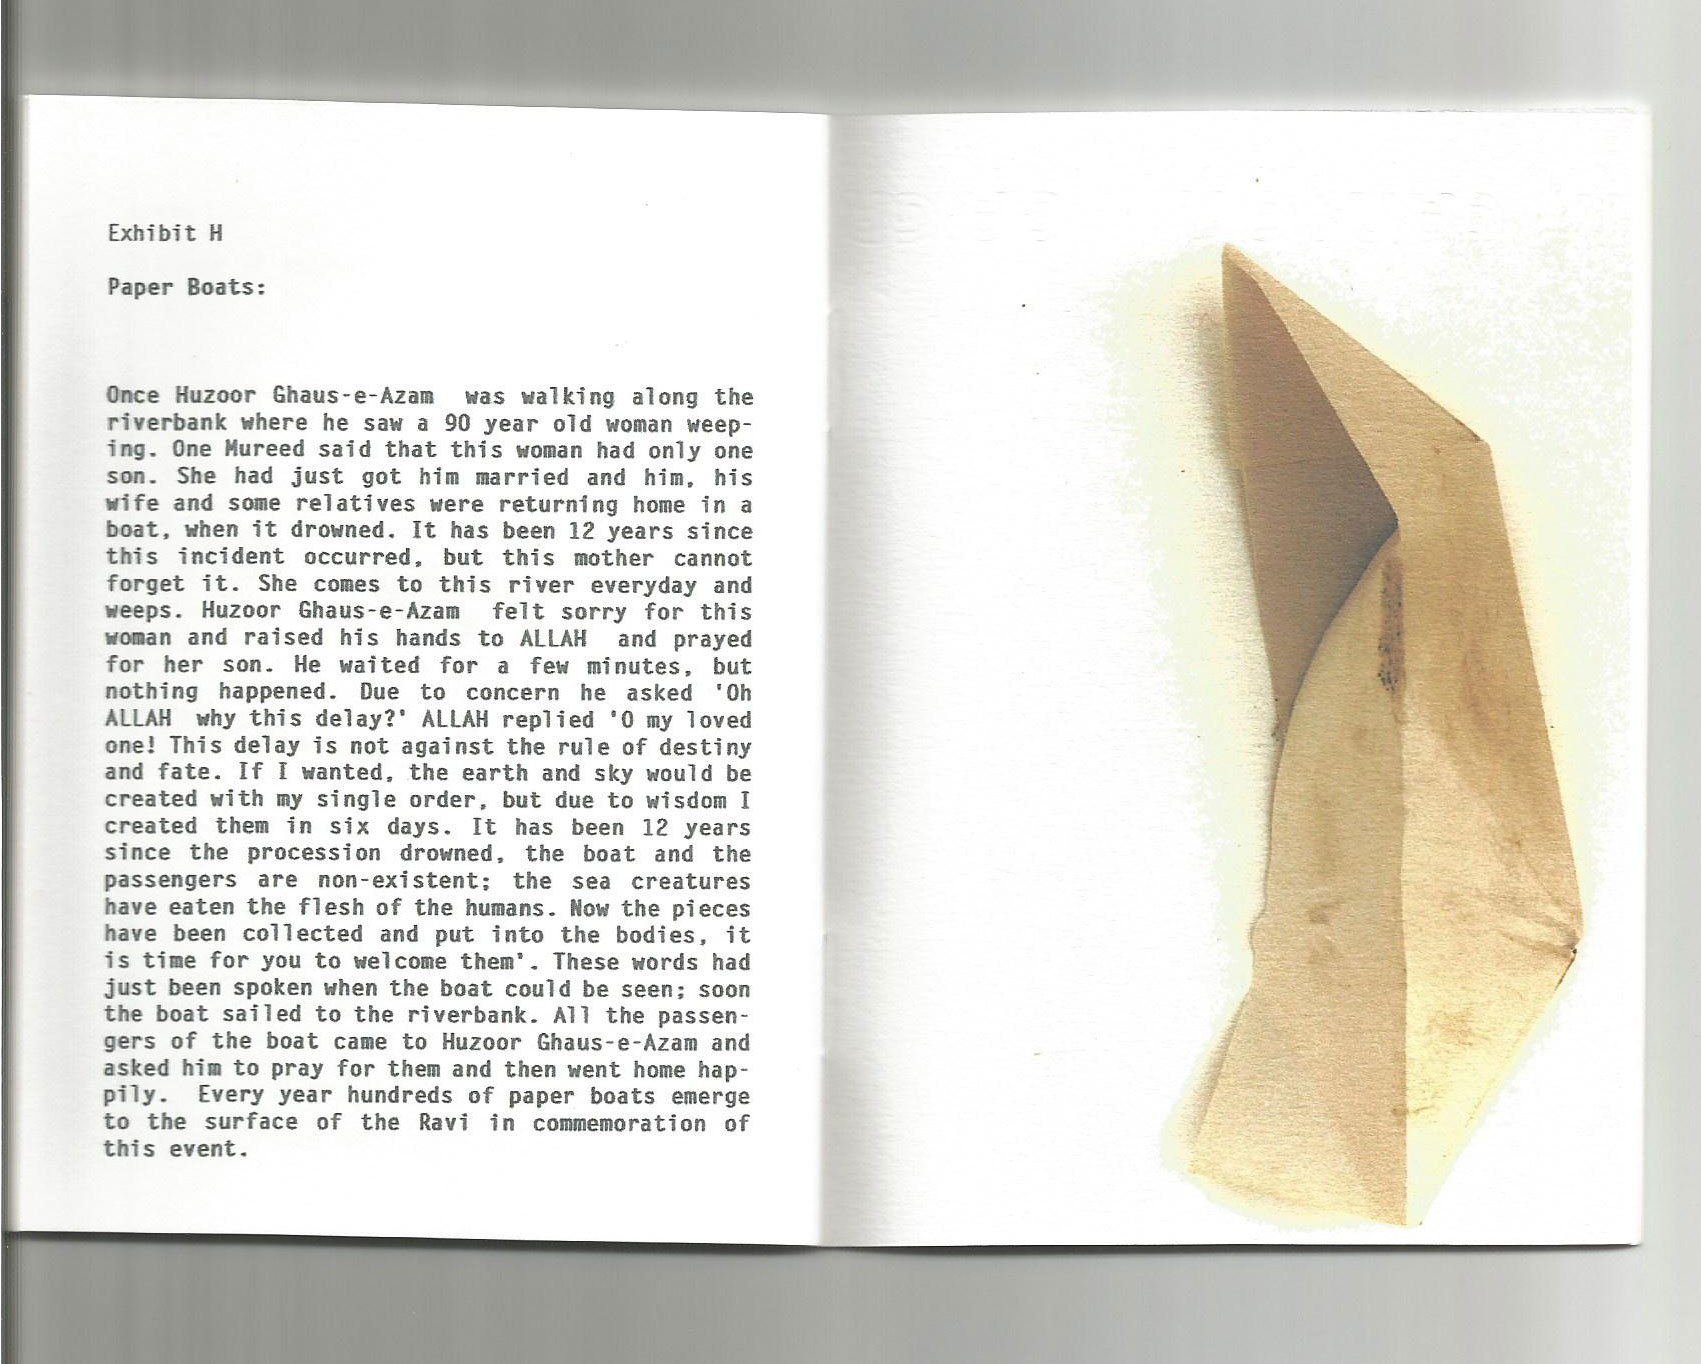 Exhibit H
Paper Boats:
Once Huzoor Ghaus-e-Azam  was walking along the
riverbank where he saw a 90 year old woman weep-
ing. One Mureed said that this woman had only one
son. She had just got him married and him, his
wife and some relatives were returning home in a
boat, when it drowned. It has been 12 years since
this incident occurred, but this mother cannot
forget it. She comes to this river everyday and
weeps. Huzoor Ghaus-e-Azam  felt sorry for this
woman and raised his hands to ALLAH  and prayed
for her son. He waited for a few minutes, but
nothing happened. Due to concern he asked 'Oh
ALLAH  why this delay?' ALLAH replied 'O my loved
one! This delay is not against the rule of destiny
and fate. If I wanted, the earth and sky would be
created with my single order, but due to wisdom I
created them in six days. It has been 12 years
since the procession drowned, the boat and the
passengers are non-existent; the sea creatures
have eaten the flesh of the humans. Now the pieces
have been collected and put into the bodies, it
is time for you to welcome them'. These words had
just been spoken when the boat could be seen; soon
the boat sailed to the riverbank. All the passen-
gers of the boat came to Huzoor Ghaus-e-Azam and
asked him to pray for them and then went home hap-
pily.  Every year hundreds of paper boats emerge
to the surface of the Ravi in commemoration of
this event.